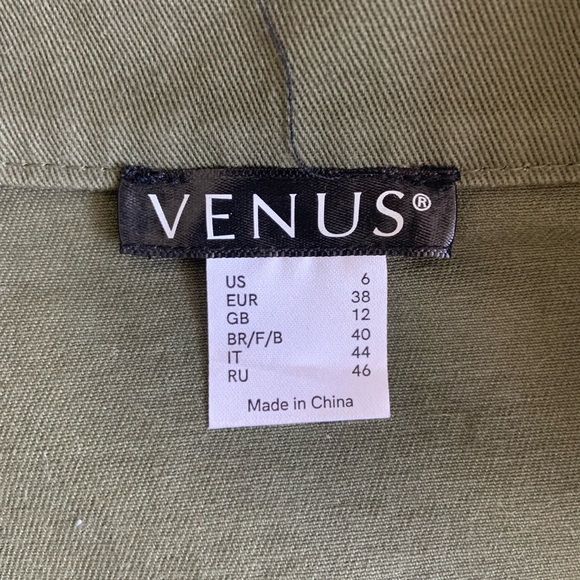 VENUS®
US 6
EUR 38
GB 12
BR/F/B 40
IT 44
RU 46
Made in China